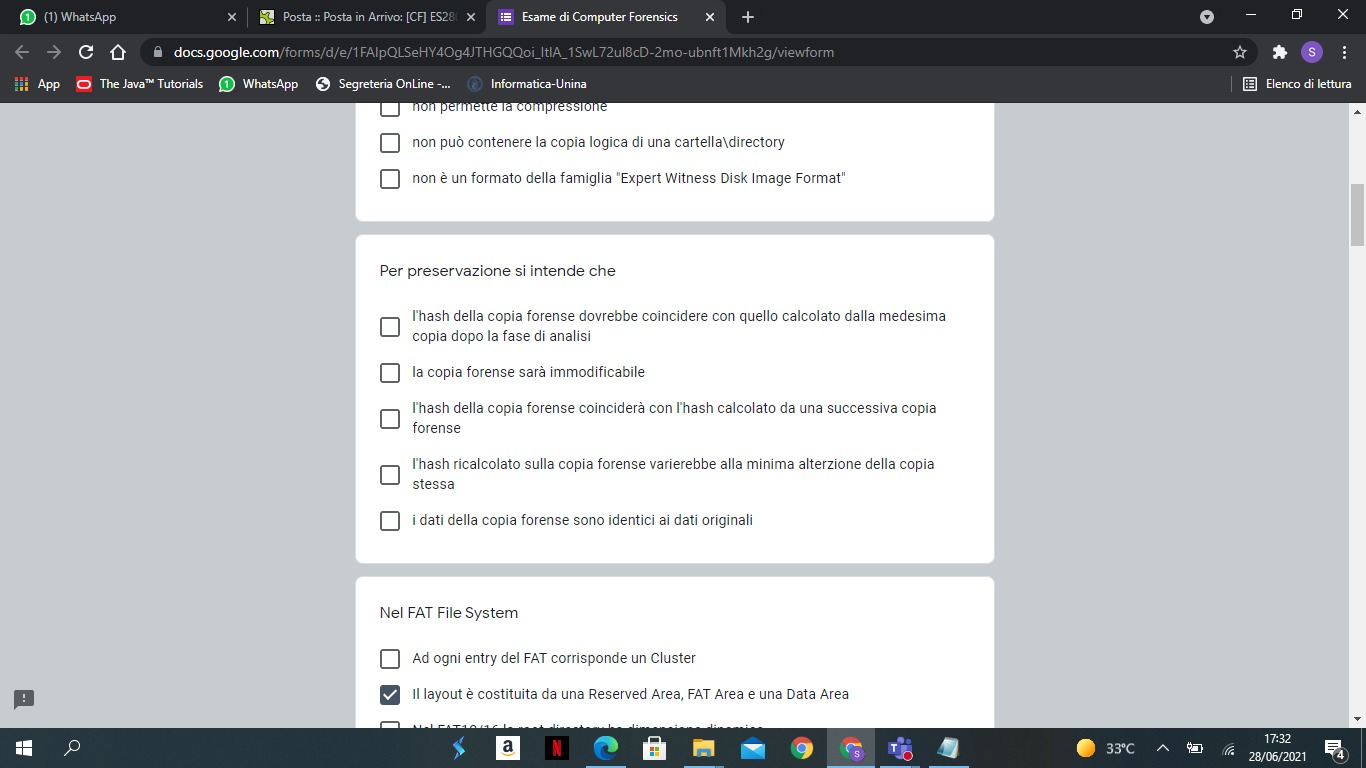 (1) WhatsApp
Posta :: Posta in Arrivo: [CF] ES28
Esame di Computer Forensics
docs.google.com/forms/d/e/
/viewform
App
The Java™ Tutorials
WhatsApp
Segreteria OnLine -...
Informatica-Unina
Elenco di lettura
non permette la compressione
non può contenere la copia logica di una cartella\directory
non è un formato della famiglia "Expert Witness Disk Image Format"
Per preservazione si intende che
l'hash della copia forense dovrebbe coincidere con quello calcolato dalla medesima
copia dopo la fase di analisi
la copia forense sarà immodificabile
l'hash della copia forense coinciderà con l'hash calcolato da una successiva copia
forense
l'hash ricalcolato sulla copia forense varierebbe alla minima alterzione della copia
stessa
i dati della copia forense sono identici ai dati originali
Nel FAT File System
Ad ogni entry del FAT corrisponde un Cluster
Il layout è costituita da una Reserved Area, FAT Area e una Data Area
33°C
17:32
28/06/2021
4